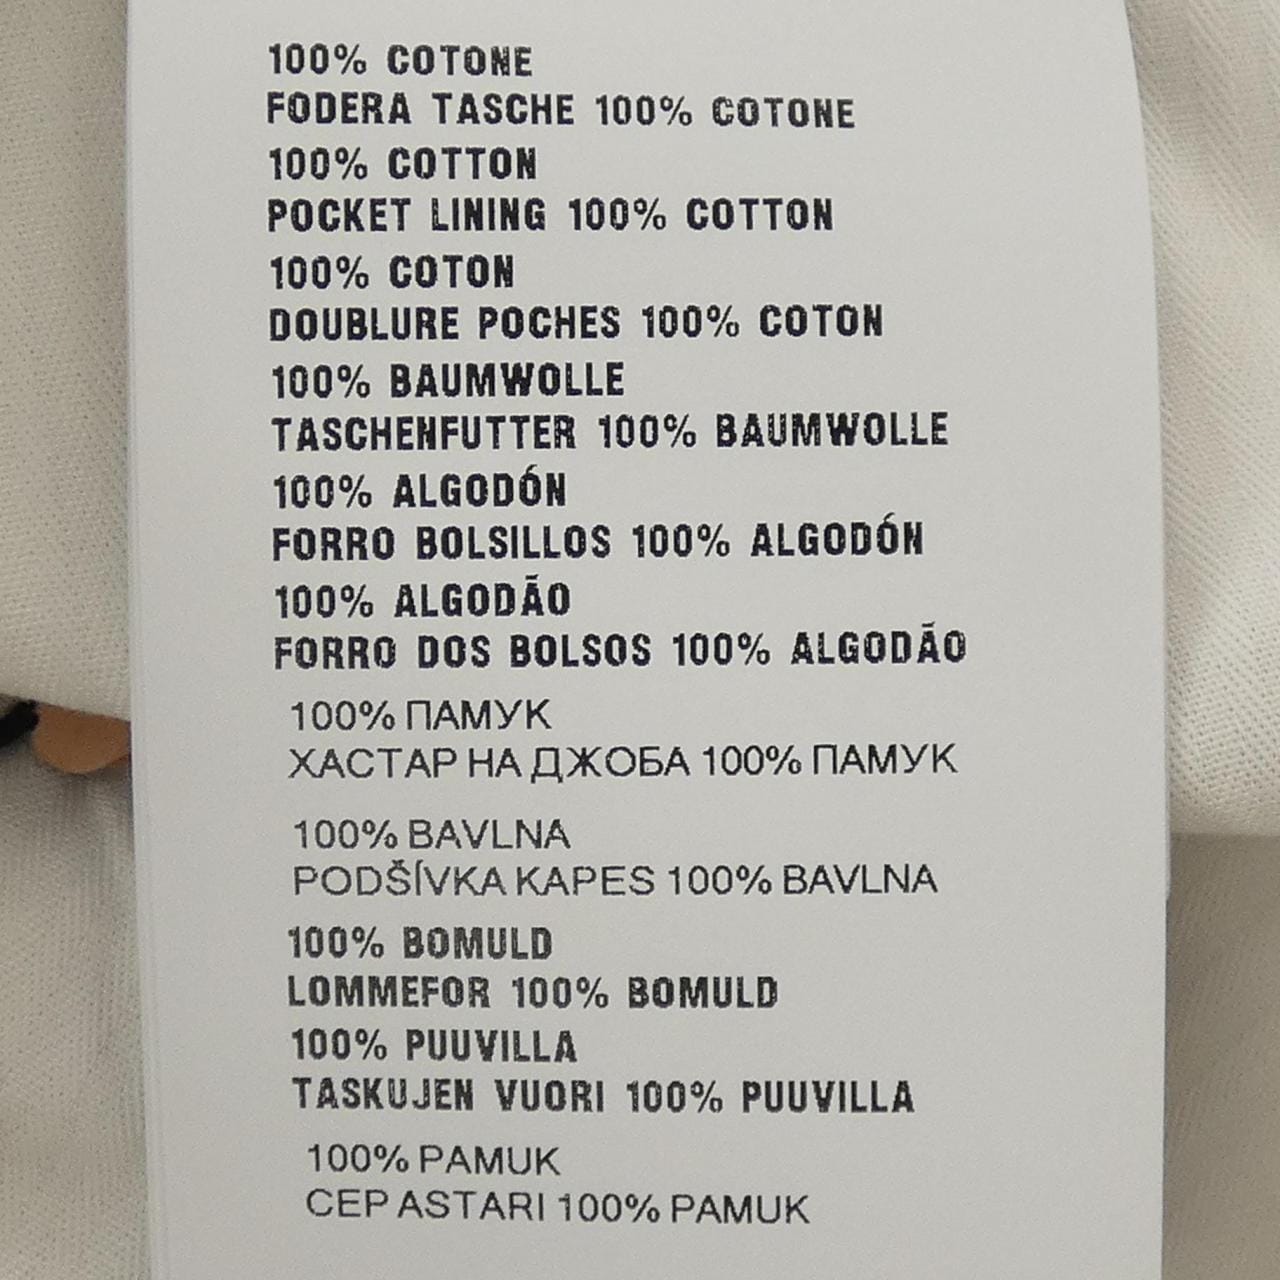 100% COTONE
FODERA TASCHE 100% COTONE
100% COTTON
POCKET LINING 100% COTTON
100% COTON
DOUBLURE POCHES 100% COTON
100% BAUMWOLLE
TASCHENFUTTER 100% BAUMWOLLE
100% ALGODÓN
FORRO BOLSILLOS 100% ALGODÓN
100% ALGODÃO
FORRO DOS BOLSOS 100% ALGODÃO
100% ПАМУК
ХАСТАР НА ДЖОБА 100% ПАМУК
100% BAVLNA
PODŠÍVKA KAPES 100% BAVLNA
100% BOMULD
LOMMEFOR 100% BOMULD
100% PUUVILLA
TASKUJEN VUORI 100% PUUVILLA
100% PAMUK
CEP ASTARI 100% PAMUK